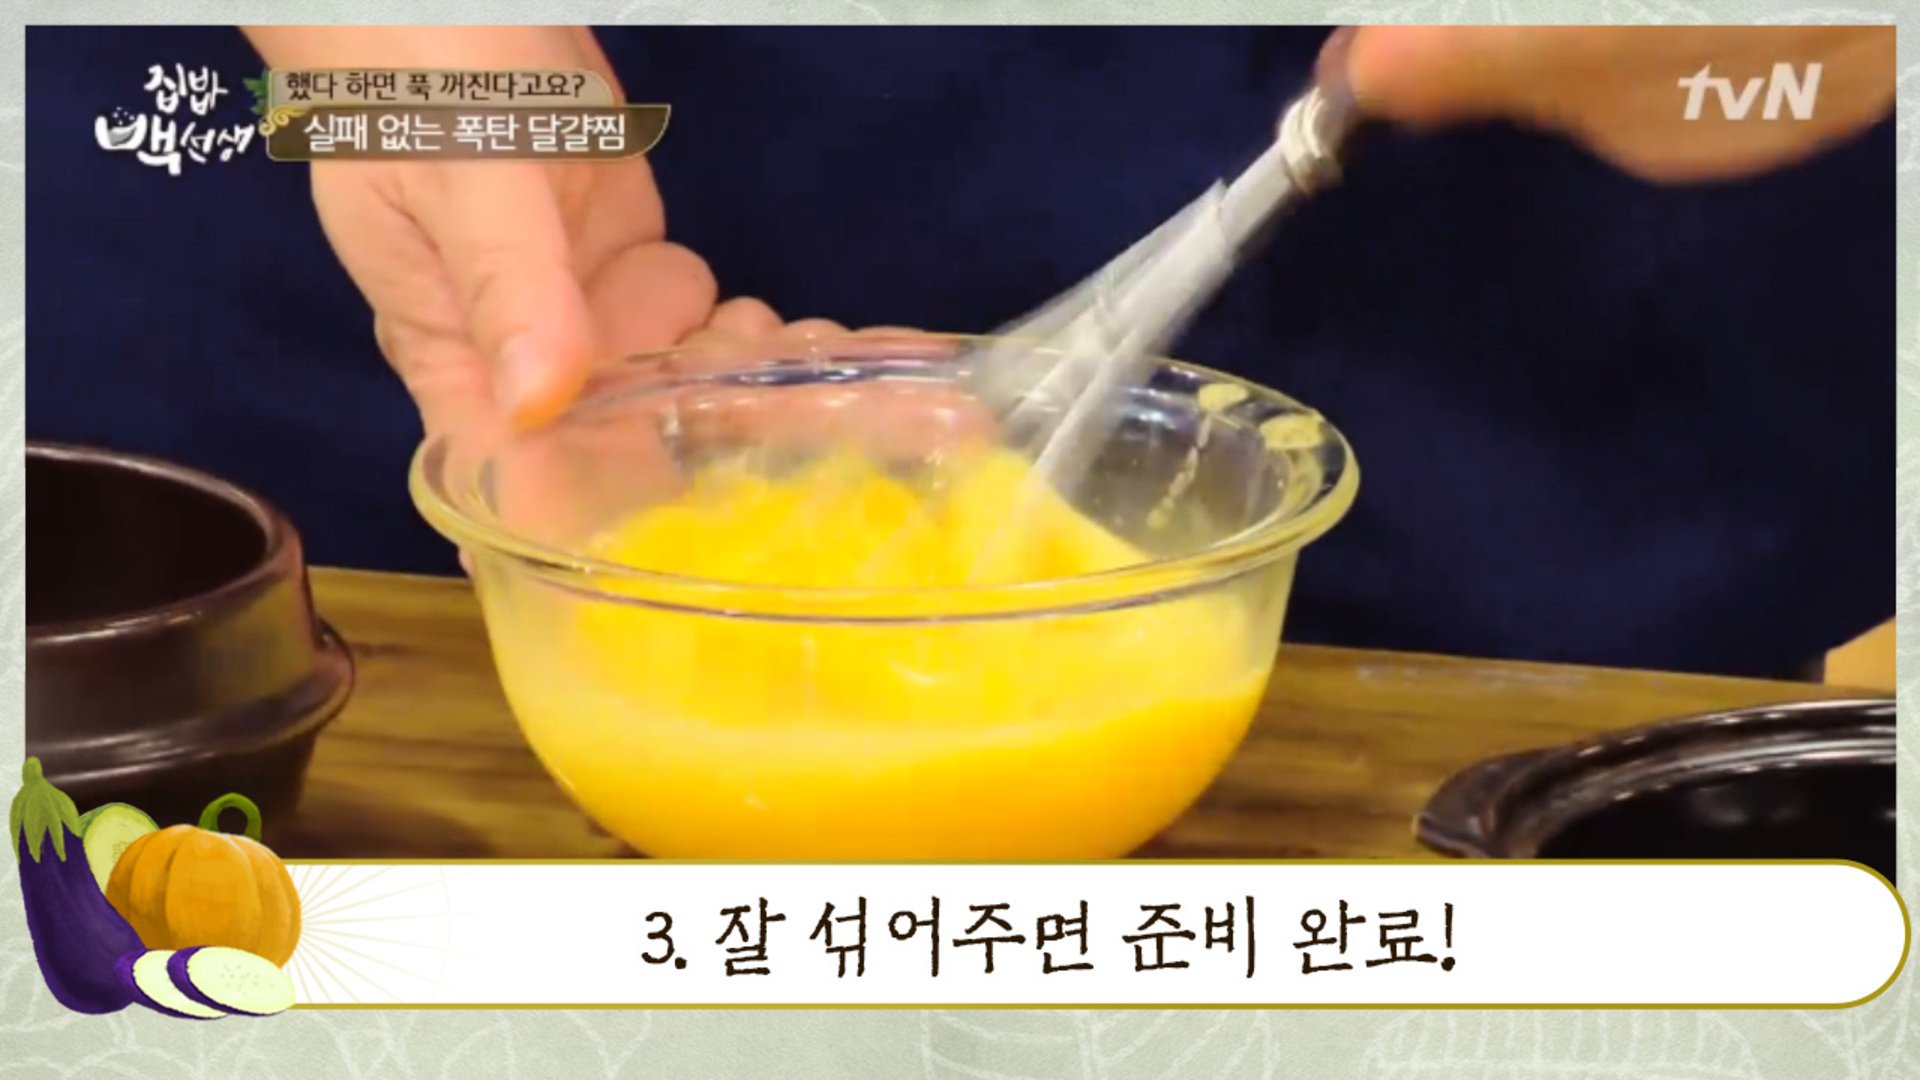 집밥
백선생
했다 하면 푹 꺼진다고요?
실패 없는 폭탄 달걀찜
tvN
3. 잘 섞어주면 준비 완료!